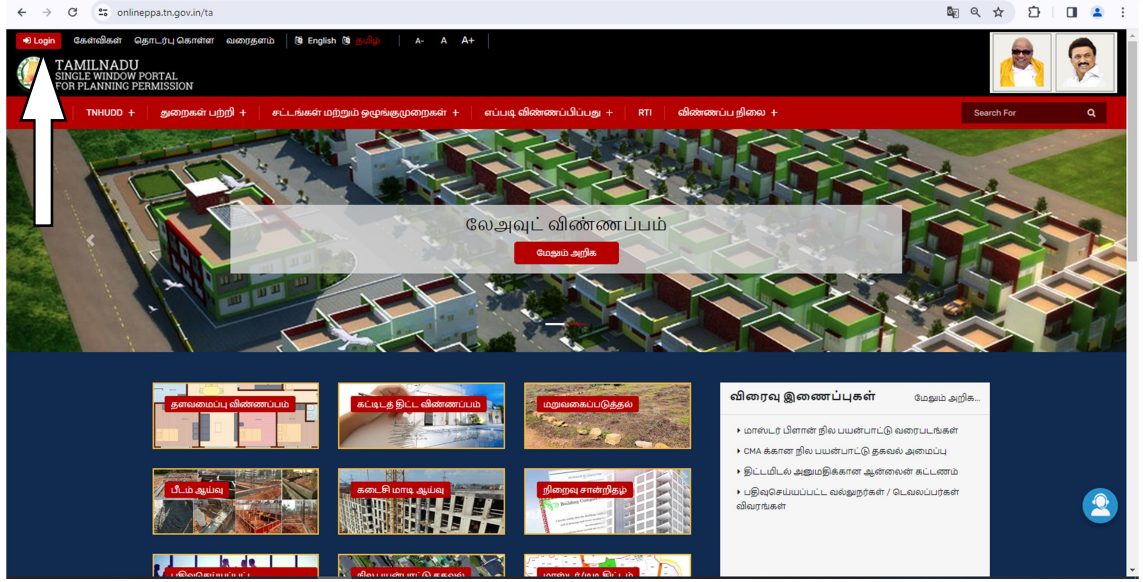 onlineppa.tn.gov.in/ta
Login கேள்விகள் தொடர்பு கொள்ள வரைதளம் English தமிழ் A- A A+
TAMILNADU
SINGLE WINDOW PORTAL
FOR PLANNING PERMISSION
TNHUDD + துறைகள் பற்றி + சட்டங்கள் மற்றும் ஒழுங்குமுறைகள் + எப்படி விண்ணப்பிப்பது + RTI விண்ணப்ப நிலை + Search For
லேஅவுட் விண்ணப்பம்
மேலும் அறிக
தளவமைப்பு விண்ணப்பம் கட்டிடத் திட்ட விண்ணப்பம் மறுவகைப்படுத்தல்
பீடம் ஆய்வு கடைசி மாடி ஆய்வு நிறைவு சான்றிதழ்
விரைவு இணைப்புகள் மேலும் அறிக...
மாஸ்டர் பிளான் நில பயன்பாட்டு வரைபடங்கள்
CMA க்கான நில பயன்பாட்டு தகவல் அமைப்பு
திட்டமிடல் அனுமதிக்கான ஆன்லைன் கட்டணம்
பதிவுசெய்யப்பட்ட வல்லுநர்கள் / டெவலப்பர்கள்
விவரங்கள்